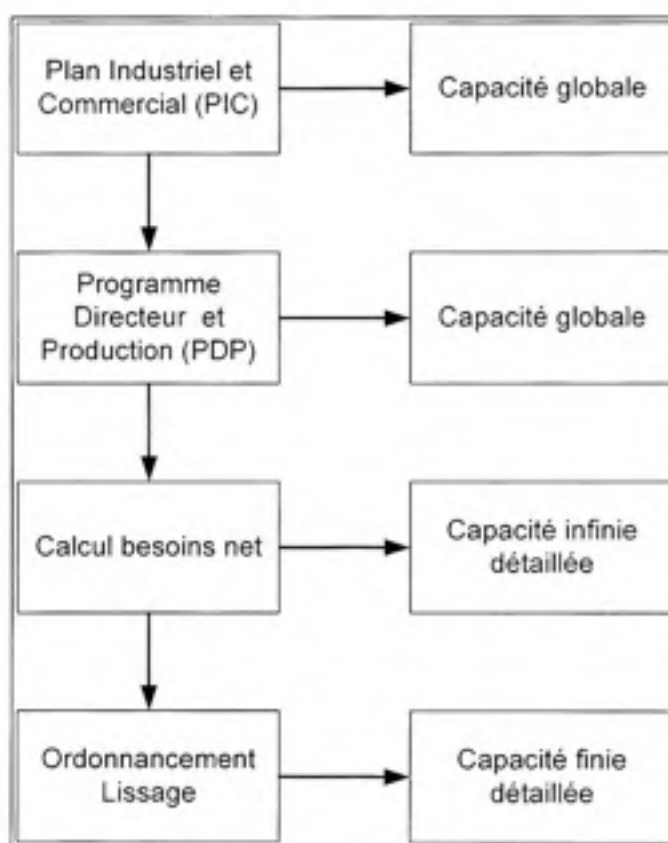 Plan Industriel et
Commercial (PIC)
Capacité globale
Programme
Directeur et
Production (PDP)
Capacité globale
Calcul besoins net
Capacité infinie
détaillée
Ordonnancement
Lissage
Capacité finie
détaillée